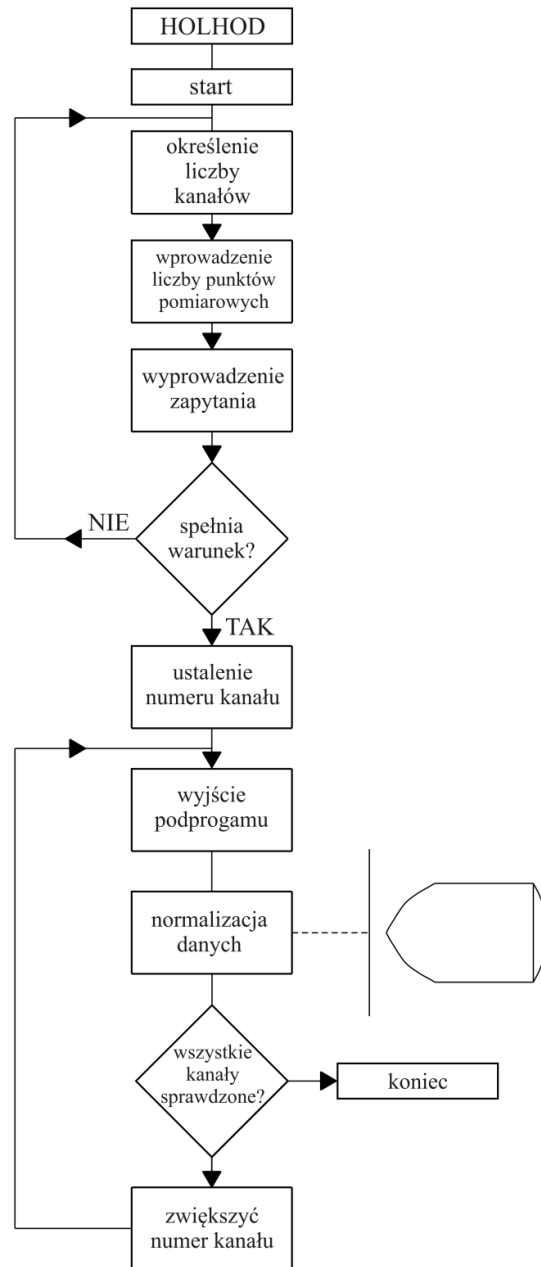 HOLHOD
start
określenie
liczby
kanałów
wprowadzenie
liczby punktów
pomiarowych
wyprowadzenie
zapytania
spełnia
warunek?
NIE
TAK
ustalenie
numeru kanału
wyjście
podprogamu
normalizacja
danych
wszystkie
kanały
sprawdzone?
koniec
zwiększyć
numer kanału